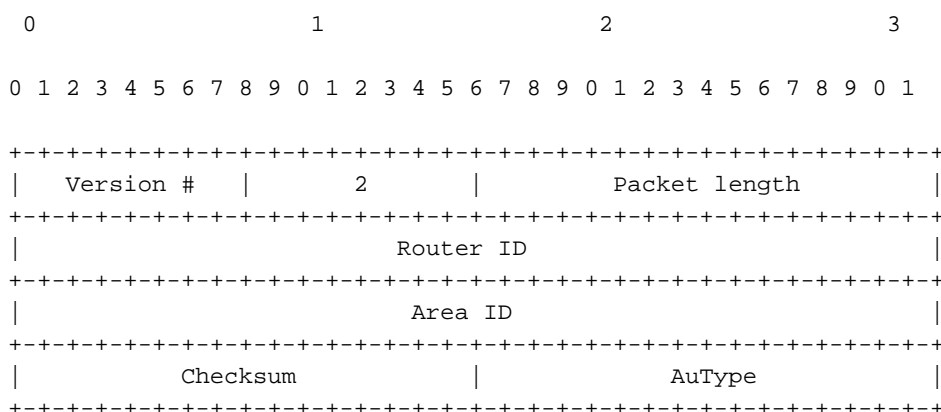 0                   1                   2                   3
0 1 2 3 4 5 6 7 8 9 0 1 2 3 4 5 6 7 8 9 0 1 2 3 4 5 6 7 8 9 0 1
+-+-+-+-+-+-+-+-+-+-+-+-+-+-+-+-+-+-+-+-+-+-+-+-+-+-+-+-+-+-+-+-+
|   Version #   |       2       |         Packet length         |
+-+-+-+-+-+-+-+-+-+-+-+-+-+-+-+-+-+-+-+-+-+-+-+-+-+-+-+-+-+-+-+-+
|                          Router ID                            |
+-+-+-+-+-+-+-+-+-+-+-+-+-+-+-+-+-+-+-+-+-+-+-+-+-+-+-+-+-+-+-+-+
|                           Area ID                             |
+-+-+-+-+-+-+-+-+-+-+-+-+-+-+-+-+-+-+-+-+-+-+-+-+-+-+-+-+-+-+-+-+
|           Checksum            |             AuType            |
+-+-+-+-+-+-+-+-+-+-+-+-+-+-+-+-+-+-+-+-+-+-+-+-+-+-+-+-+-+-+-+-+